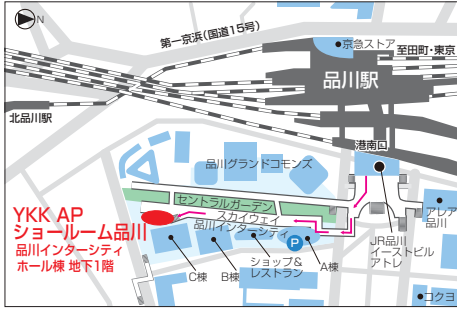 N
第一京浜（国道15号）
京急ストア
至田町・東京
品川駅
北品川駅
港南口
品川グランドコモンズ
セントラルガーデン
スカイウェイ
品川インターシティ
アレア
品川
YKK AP
ショールーム品川
品川インターシティ
ホール棟 地下1階
P
JR品川
イーストビル
アトレ
ショップ&
レストラン
A棟
B棟
C棟
コクヨ